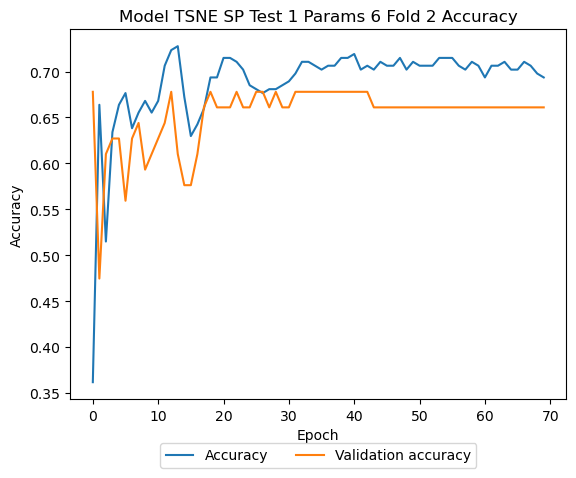 Model TSNE SP Test 1 Params 6 Fold 2 Accuracy
0.70
0.65
0.60
0.55
0.50
0.45
0.40
0.35
Accuracy
0 10 20 30 40 50 60 70
Epoch
Accuracy Validation accuracy